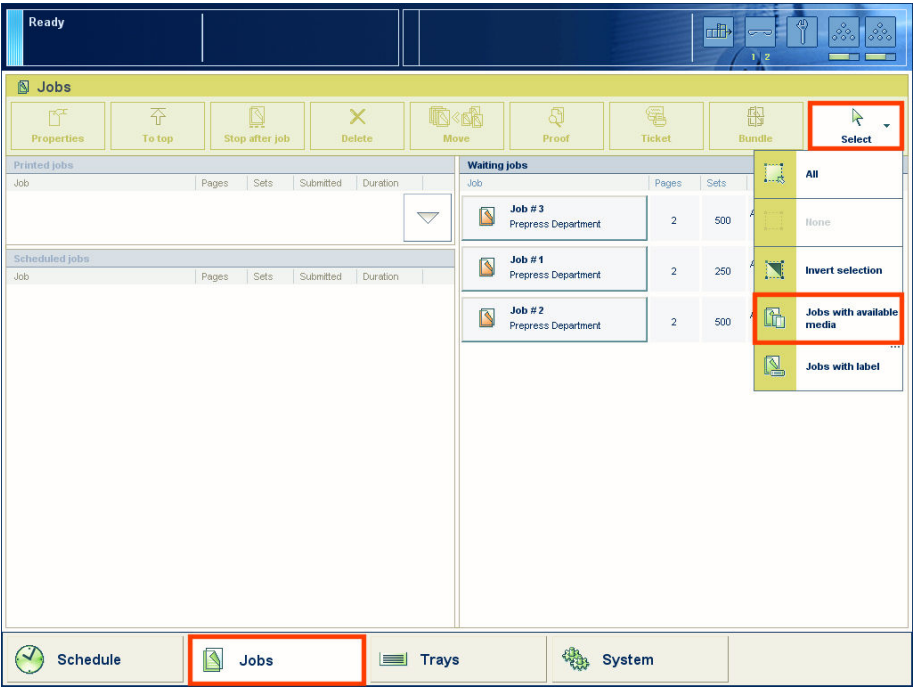 Ready
1 2
Jobs
Properties To top Stop after job Delete Move Proof Ticket Bundle Select
Printed jobs
Job Pages Sets Submitted Duration
Scheduled jobs
Job Pages Sets Submitted Duration
Waiting jobs
Job Pages Sets
Job # 3
Prepress Department 2 500
Job # 1
Prepress Department 2 250
Job # 2
Prepress Department 2 500
All
None
Invert selection
Jobs with available
media
...
Jobs with label
Schedule Jobs Trays System